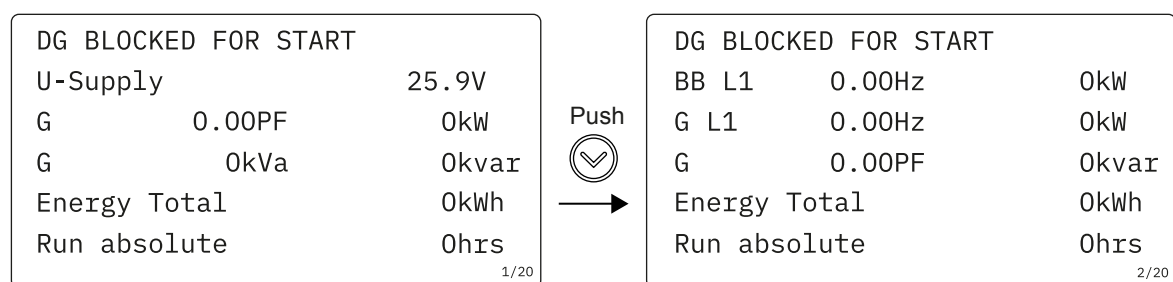 DG BLOCKED FOR START
U-Supply 25.9V
G 0.00PF 0kW
G 0kVa 0kvar
Energy Total 0kWh
Run absolute 0hrs
1/20
Push
DG BLOCKED FOR START
BB L1 0.00Hz 0kW
G L1 0.00Hz 0kW
G 0.00PF 0kvar
Energy Total 0kWh
Run absolute 0hrs
2/20